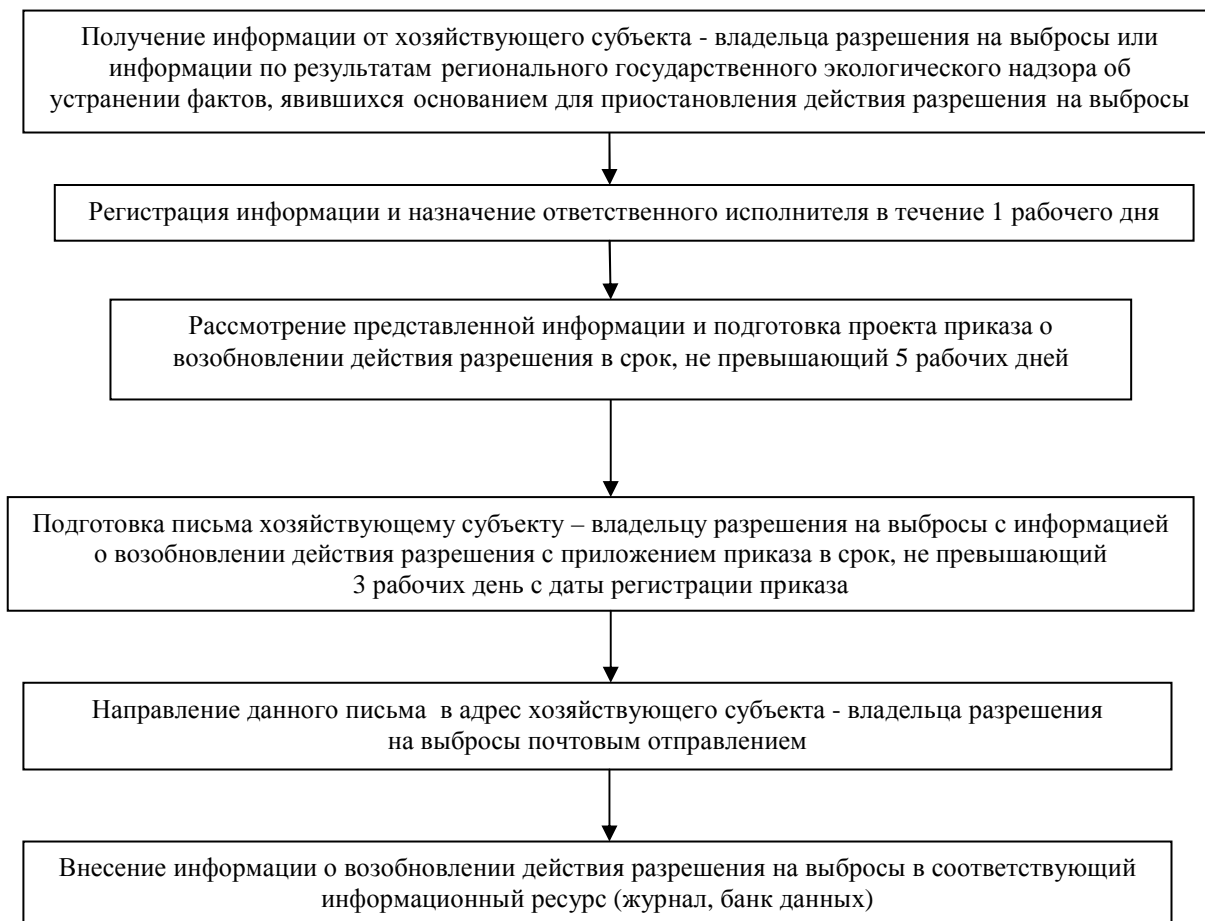 Получение информации от хозяйствующего субъекта - владельца разрешения на выбросы или
информации по результатам регионального государственного экологического надзора об
устранении фактов, явившихся основанием для приостановления действия разрешения на выбросы
Регистрация информации и назначение ответственного исполнителя в течение 1 рабочего дня
Рассмотрение представленной информации и подготовка проекта приказа о
возобновлении действия разрешения в срок, не превышающий 5 рабочих дней
Подготовка письма хозяйствующему субъекту – владельцу разрешения на выбросы с информацией
о возобновлении действия разрешения с приложением приказа в срок, не превышающий
3 рабочих день с даты регистрации приказа
Направление данного письма в адрес хозяйствующего субъекта - владельца разрешения
на выбросы почтовым отправлением
Внесение информации о возобновлении действия разрешения на выбросы в соответствующий
информационный ресурс (журнал, банк данных)